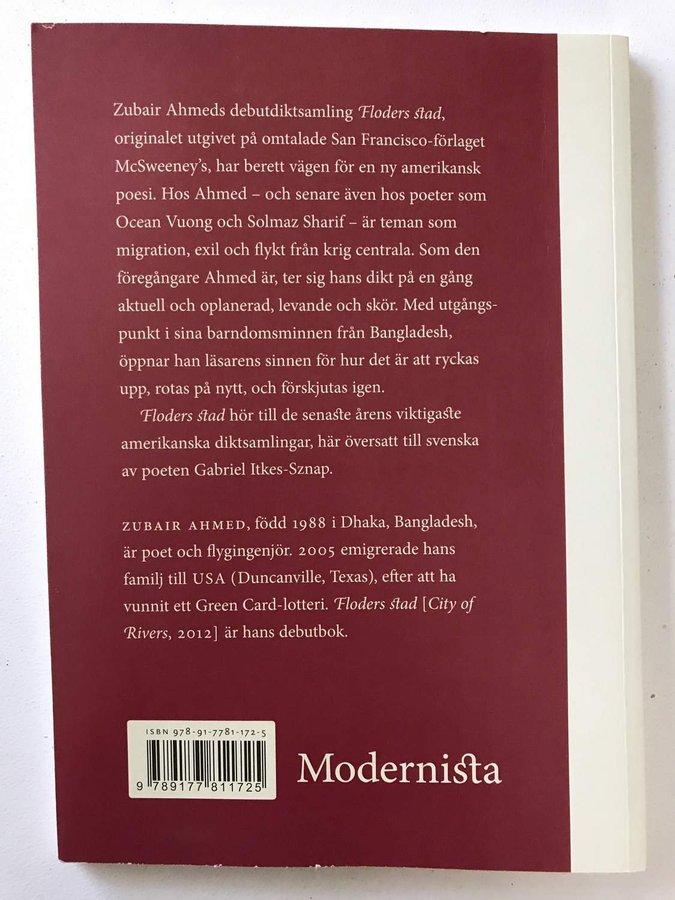 Zubair Ahmeds debutdiktsamling Floders stad,
originalet utgivet på omtalade San Francisco-förlaget
McSweeney's, har berett vägen för en ny amerikansk
poesi. Hos Ahmed – och senare även hos poeter som
Ocean Vuong och Solmaz Sharif – är teman som
migration, exil och flykt från krig centrala. Som den
föregångare Ahmed är, ter sig hans dikt på en gång
aktuell och oplanerad, levande och skör. Med utgångs-
punkt i sina barndomsminnen från Bangladesh,
öppnar han läsarens sinnen för hur det är att ryckas
upp, rotas på nytt, och förskjutas igen.
Floders stad hör till de senaste årens viktigaste
amerikanska diktsamlingar, här översatt till svenska
av poeten Gabriel Itkes-Sznap.
ZUBAIR AHMED, född 1988 i Dhaka, Bangladesh,
är poet och flygingenjör. 2005 emigrerade hans
familj till USA (Duncanville, Texas), efter att ha
vunnit ett Green Card-lotteri. Floders stad [City of
Rivers, 2012] är hans debutbok.
ISBN 978-91-7781-172-5
9 789177 811725
Modernista